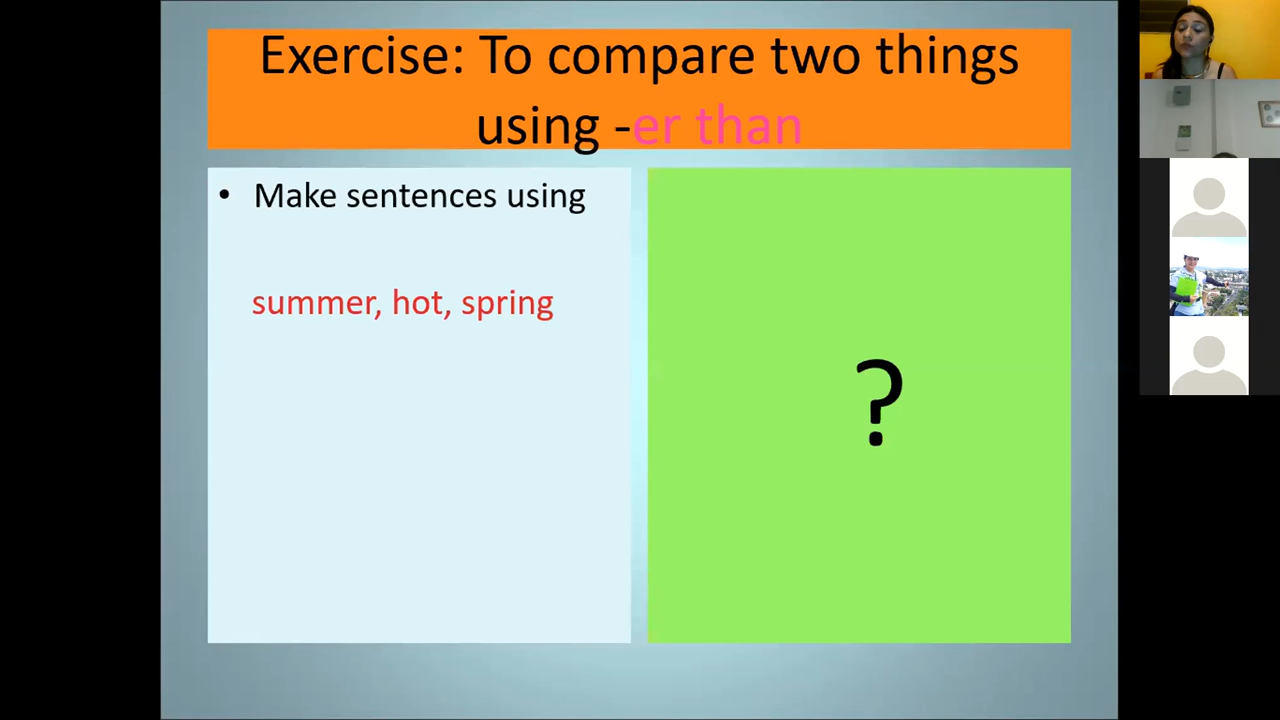 Exercise: To compare two things
using -er than
• Make sentences using
summer, hot, spring
?